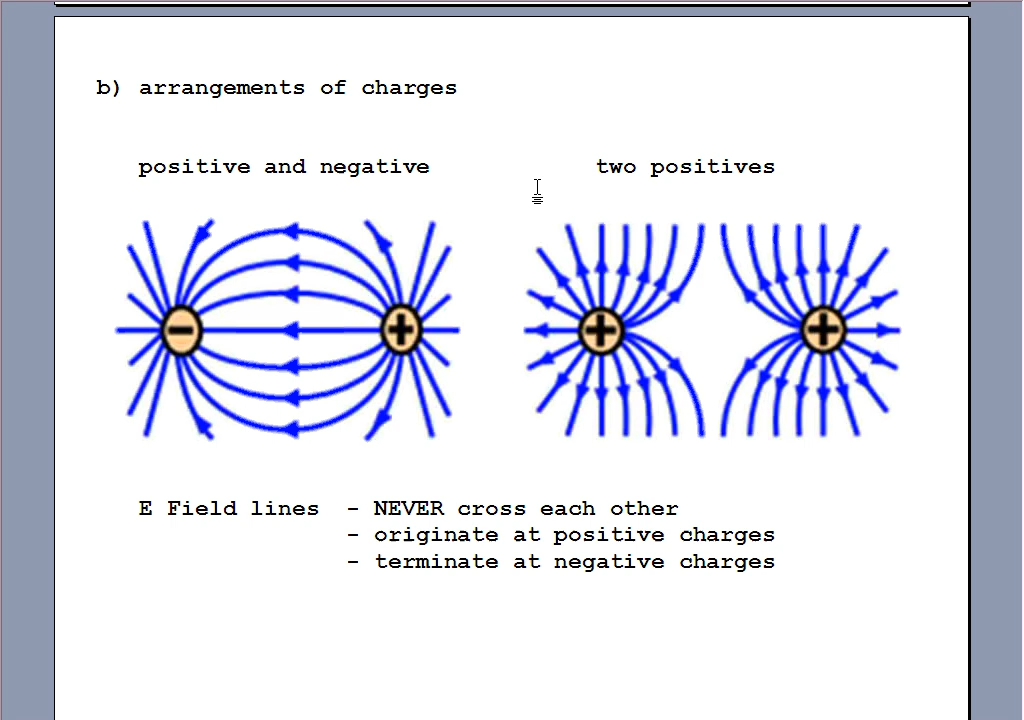 b) arrangements of charges
positive and negative
two positives
- + + +
E Field lines - NEVER cross each other
- originate at positive charges
- terminate at negative charges